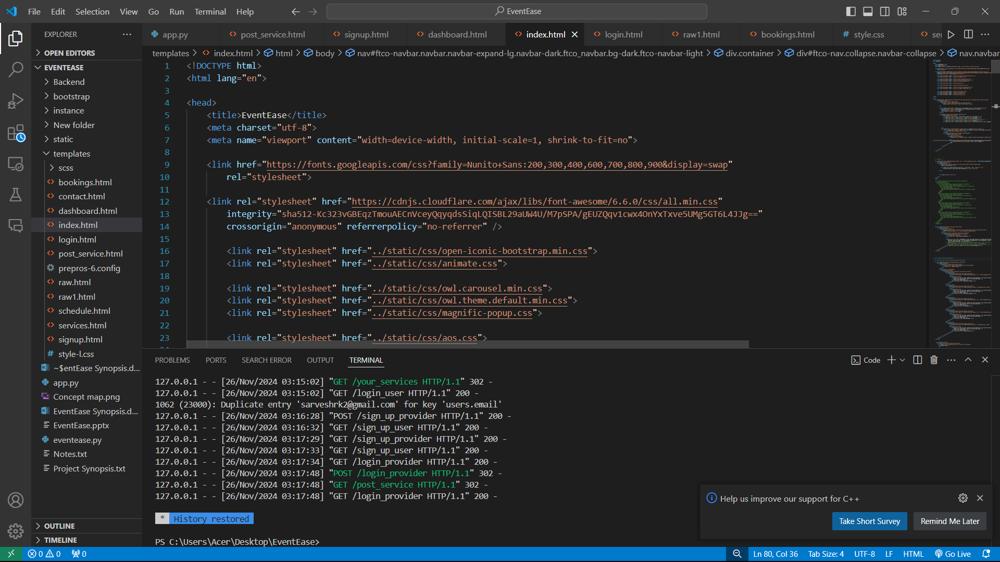 File Edit Selection View Go Run Terminal Help
EventEase
EXPLORER
OPEN EDITORS
EVENTEASE
Backend
bootstrap
instance
New folder
static
templates
scss
bookings.html
contact.html
dashboard.html
index.html
login.html
post_service.html
prepros-6.config
raw.html
raw1.html
schedule.html
services.html
signup.html
style-l.css
~$entEase Synopsis.d...
app.py
Concept map.png
EventEase Synopsis.d...
EventEase.pptx
eventease.py
Notes.txt
Project Synopsis.txt
OUTLINE
TIMELINE
app.py post_service.html signup.html dashboard.html index.html login.html raw1.html bookings.html style.css ser
templates > index.html > html > body > nav#ftco-navbar.navbar.navbar-expand-lg.navbar-dark.ftco_navbar.bg-dark.ftco-navbar-light > div.container > div#ftco-nav.collapse.navbar-collapse > nav.navbar
1 <!DOCTYPE html>
2 <html lang="en">
3
4 <head>
5 <title>EventEase</title>
6 <meta charset="utf-8">
7 <meta name="viewport" content="width=device-width, initial-scale=1, shrink-to-fit=no">
8
9 <link href="https://fonts.googleapis.com/css?family=Nunito+Sans:200,300,400,600,700,800,900&display=swap"
10 rel="stylesheet">
11
12 <link rel="stylesheet" href="https://cdnjs.cloudflare.com/ajax/libs/font-awesome/6.6.0/css/all.min.css"
13 integrity="sha512-Kc323vGBEqzTmouAECnVceyQqyqdsSiqLQISBL29aUW4U/M7pSPA/gEUZQqv1cwx4OnYxTxve5UMg5GT6L4JJg=="
14 crossorigin="anonymous" referrerpolicy="no-referrer" />
15
16 <link rel="stylesheet" href="../static/css/open-iconic-bootstrap.min.css">
17 <link rel="stylesheet" href="../static/css/animate.css">
18
19 <link rel="stylesheet" href="../static/css/owl.carousel.min.css">
20 <link rel="stylesheet" href="../static/css/owl.theme.default.min.css">
21 <link rel="stylesheet" href="../static/css/magnific-popup.css">
22
23 <link rel="stylesheet" href="../static/css/aos.css">
PROBLEMS PORTS SEARCH ERROR OUTPUT TERMINAL
Code
127.0.0.1 - - [26/Nov/2024 03:15:02] "GET /your_services HTTP/1.1" 302 -
127.0.0.1 - - [26/Nov/2024 03:15:02] "GET /login_user HTTP/1.1" 200 -
1062 (23000): Duplicate entry 'sarveshrk2@gmail.com' for key 'users.email'
127.0.0.1 - - [26/Nov/2024 03:16:28] "POST /sign_up_provider HTTP/1.1" 200 -
127.0.0.1 - - [26/Nov/2024 03:16:32] "GET /sign_up_user HTTP/1.1" 200 -
127.0.0.1 - - [26/Nov/2024 03:17:29] "GET /sign_up_provider HTTP/1.1" 200 -
127.0.0.1 - - [26/Nov/2024 03:17:33] "GET /sign_up_user HTTP/1.1" 200 -
127.0.0.1 - - [26/Nov/2024 03:17:34] "GET /login_provider HTTP/1.1" 200 -
127.0.0.1 - - [26/Nov/2024 03:17:48] "POST /login_provider HTTP/1.1" 302 -
127.0.0.1 - - [26/Nov/2024 03:17:48] "GET /post_service HTTP/1.1" 302 -
127.0.0.1 - - [26/Nov/2024 03:17:48] "GET /login_provider HTTP/1.1" 200 -
* History restored
PS C:\Users\Acer\Desktop\EventEase>
Help us improve our support for C++
Take Short Survey Remind Me Later
0 0 0 Ln 80, Col 36 Tab Size: 4 UTF-8 LF HTML Go Live